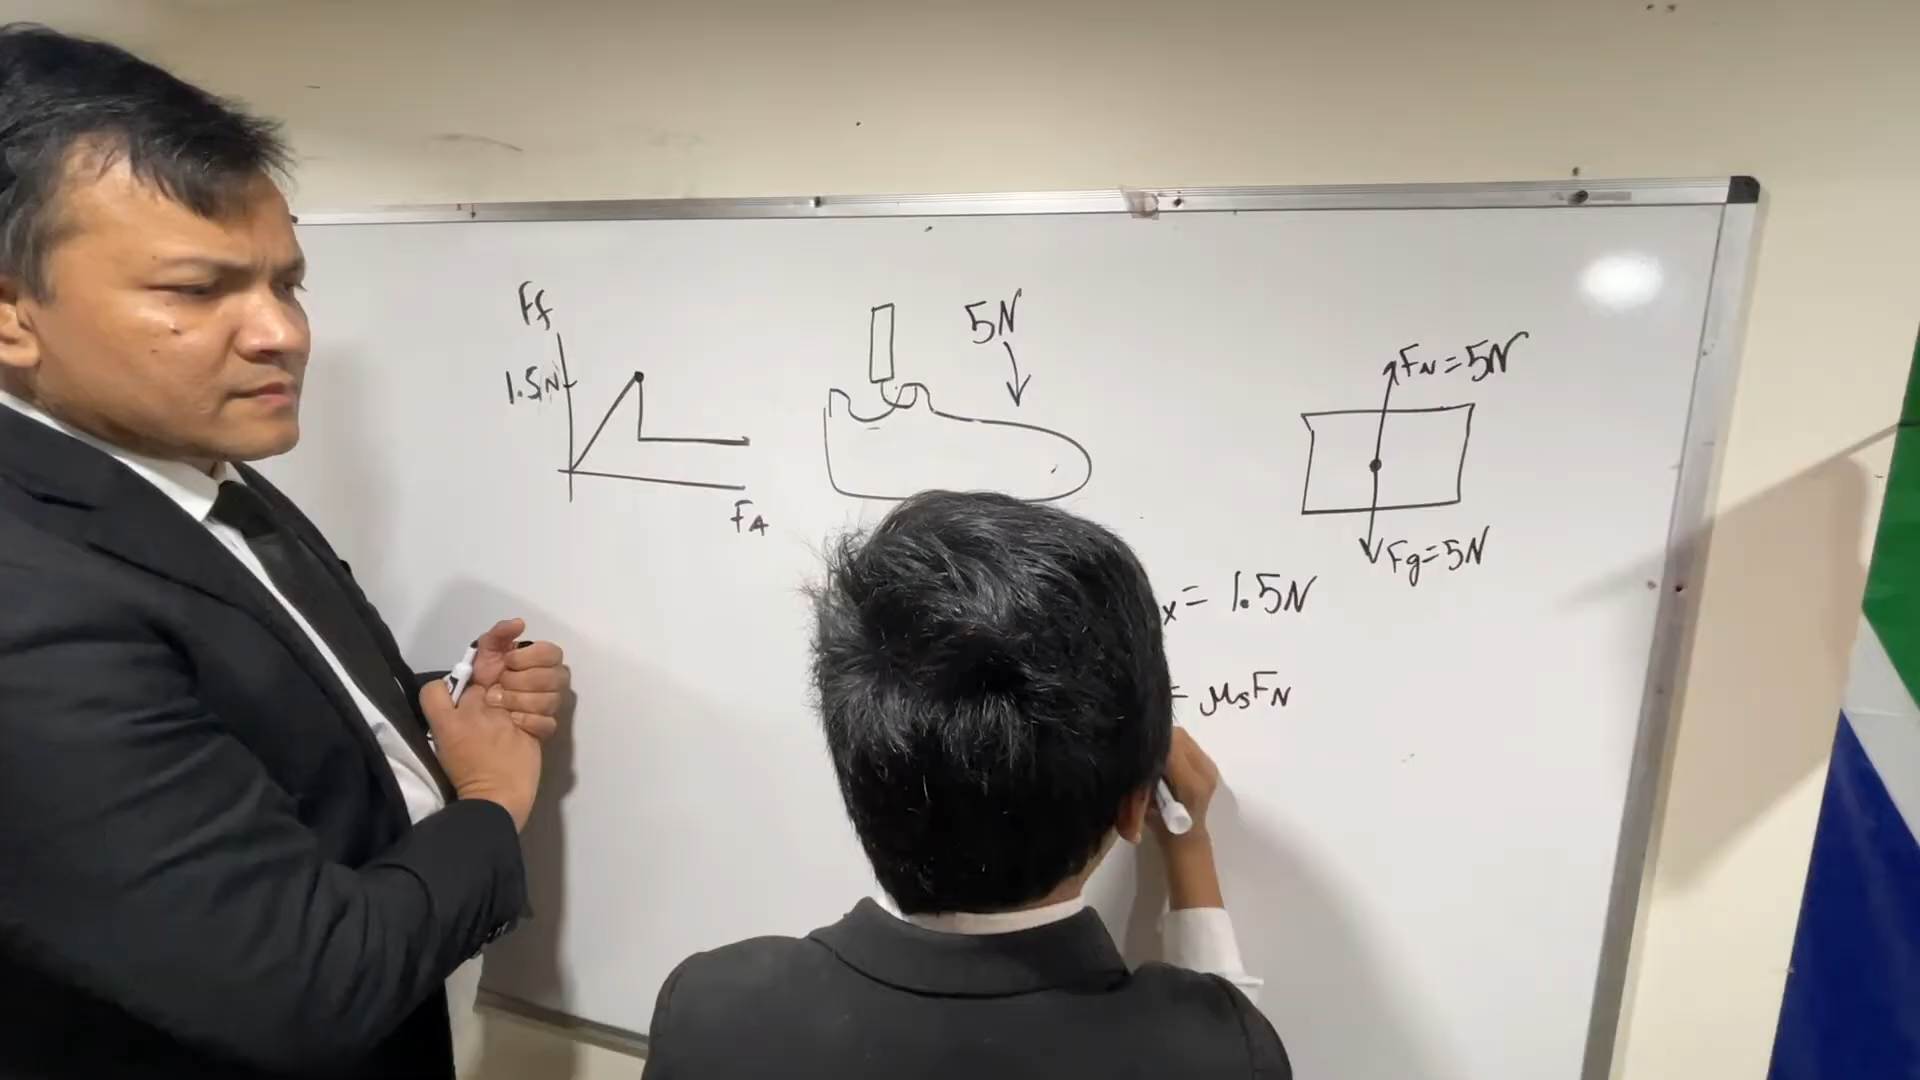 Ff
1.5N
FA
5N
FN=5N
Fg=5N
x= 1.5N
= μsFN